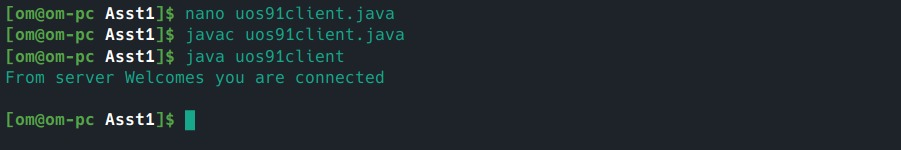 [om@om-pc Asst1]$ nano uos91client.java
[om@om-pc Asst1]$ javac uos91client.java
[om@om-pc Asst1]$ java uos91client
From server Welcomes you are connected
[om@om-pc Asst1]$